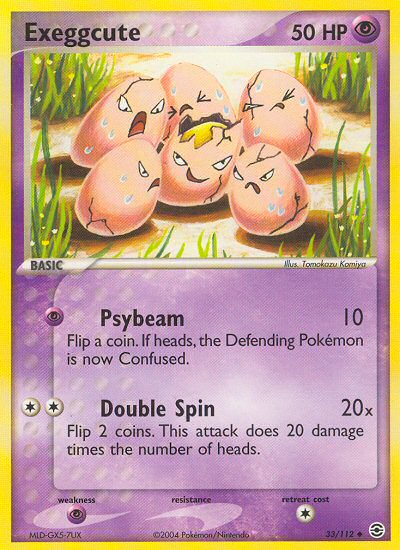 Exeggcute 50 HP
BASIC
Illus. Tomokazu Komiya
Psybeam 10
Flip a coin. If heads, the Defending Pokémon
is now Confused.
Double Spin 20x
Flip 2 coins. This attack does 20 damage
times the number of heads.
weakness resistance retreat cost
MLD-GX5-7UX ©2004 Pokémon/Nintendo 33/112